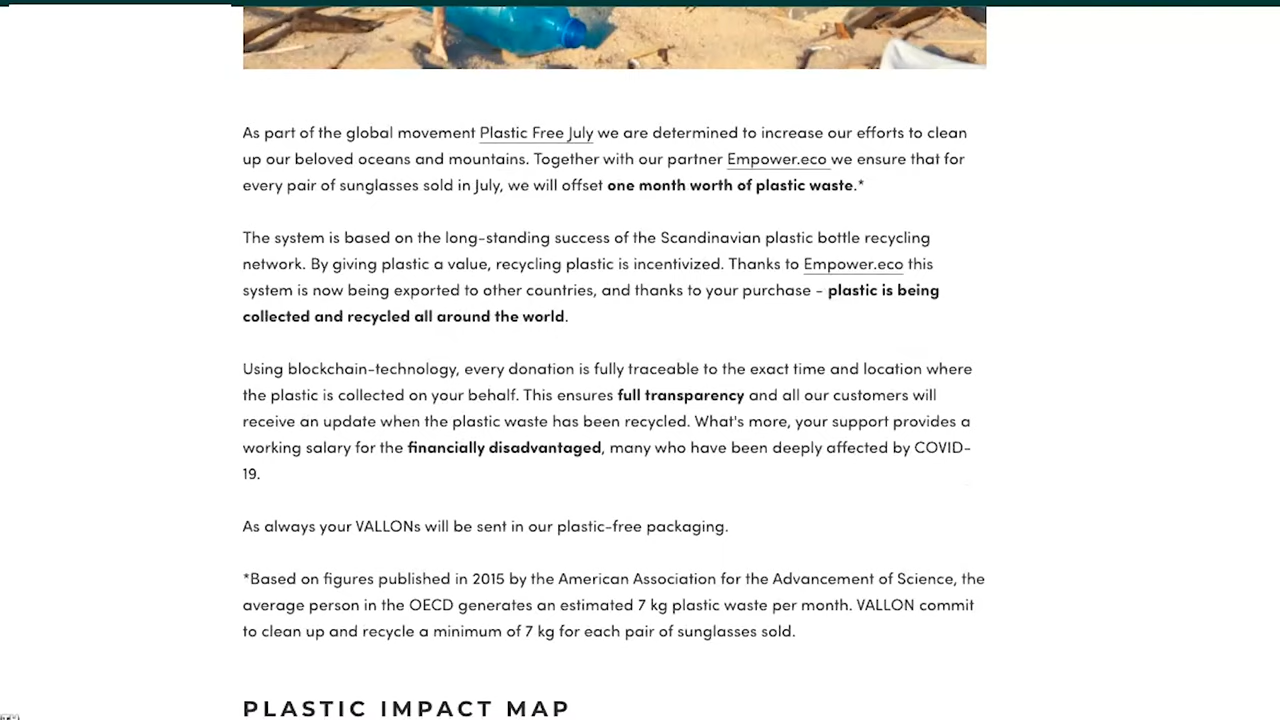 As part of the global movement Plastic Free July we are determined to increase our efforts to clean
up our beloved oceans and mountains. Together with our partner Empower.eco we ensure that for
every pair of sunglasses sold in July, we will offset one month worth of plastic waste.*
The system is based on the long-standing success of the Scandinavian plastic bottle recycling
network. By giving plastic a value, recycling plastic is incentivized. Thanks to Empower.eco this
system is now being exported to other countries, and thanks to your purchase - plastic is being
collected and recycled all around the world.
Using blockchain-technology, every donation is fully traceable to the exact time and location where
the plastic is collected on your behalf. This ensures full transparency and all our customers will
receive an update when the plastic waste has been recycled. What's more, your support provides a
working salary for the financially disadvantaged, many who have been deeply affected by COVID-
19.
As always your VALLONs will be sent in our plastic-free packaging.
*Based on figures published in 2015 by the American Association for the Advancement of Science, the
average person in the OECD generates an estimated 7 kg plastic waste per month. VALLON commit
to clean up and recycle a minimum of 7 kg for each pair of sunglasses sold.
PLASTIC IMPACT MAP